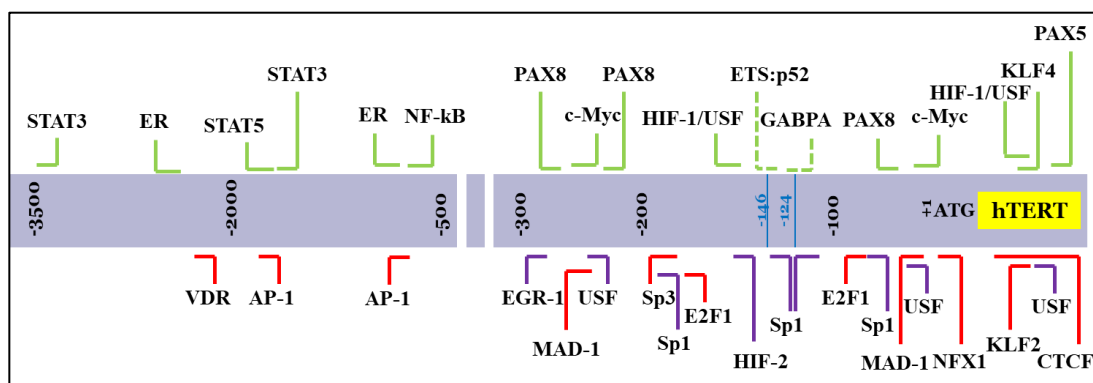 PAX5
STAT3 PAX8 PAX8 ETS:p52 KLF4
HIF-1/USF
STAT3 ER STAT5 ER NF-kB c-Myc HIF-1/USF GABPA PAX8 c-Myc
-3500 -2000 -500 -300 -200 -146 -124 -100 +1 ATG hTERT
VDR AP-1 AP-1 EGR-1 USF Sp3 E2F1 E2F1 USF USF
Sp1 Sp1 Sp1
MAD-1 HIF-2 MAD-1 NFX1 KLF2 CTCF